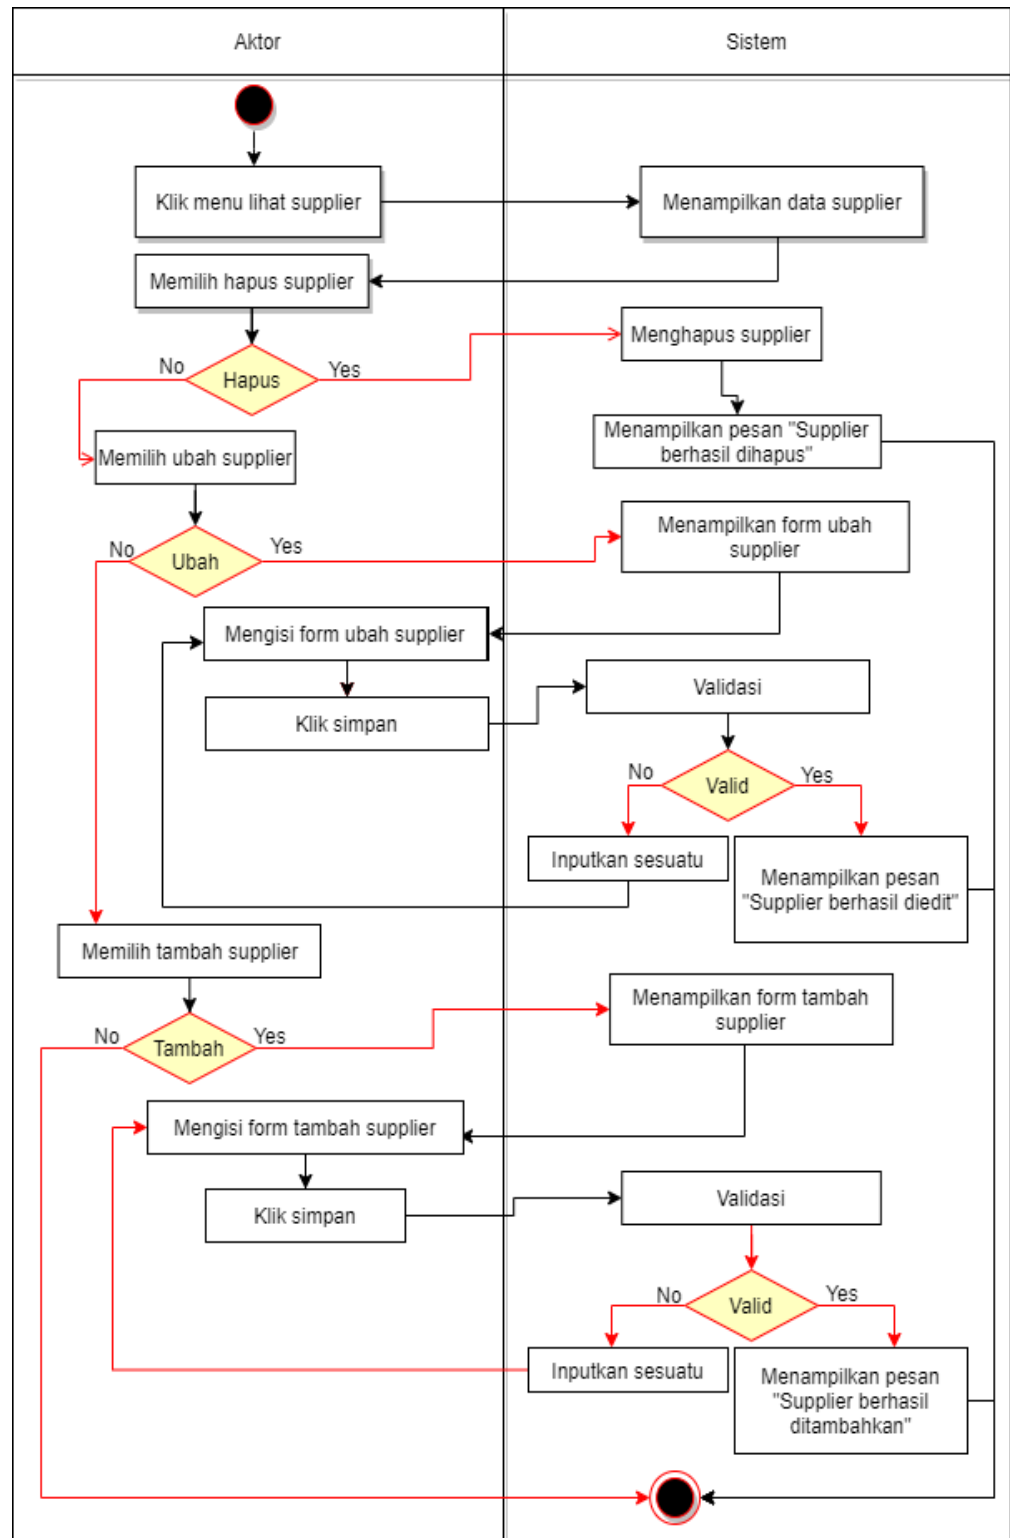 Aktor
Sistem
Klik menu lihat supplier
Menampilkan data supplier
Memilih hapus supplier
Menghapus supplier
No
Hapus
Yes
Menampilkan pesan "Supplier
berhasil dihapus"
Memilih ubah supplier
Menampilkan form ubah
supplier
No
Ubah
Yes
Mengisi form ubah supplier
Validasi
Klik simpan
No
Valid
Yes
Inputkan sesuatu
Menampilkan pesan
"Supplier berhasil diedit"
Memilih tambah supplier
Menampilkan form tambah
supplier
No
Tambah
Yes
Mengisi form tambah supplier
Validasi
Klik simpan
No
Valid
Yes
Inputkan sesuatu
Menampilkan pesan
"Supplier berhasil
ditambahkan"